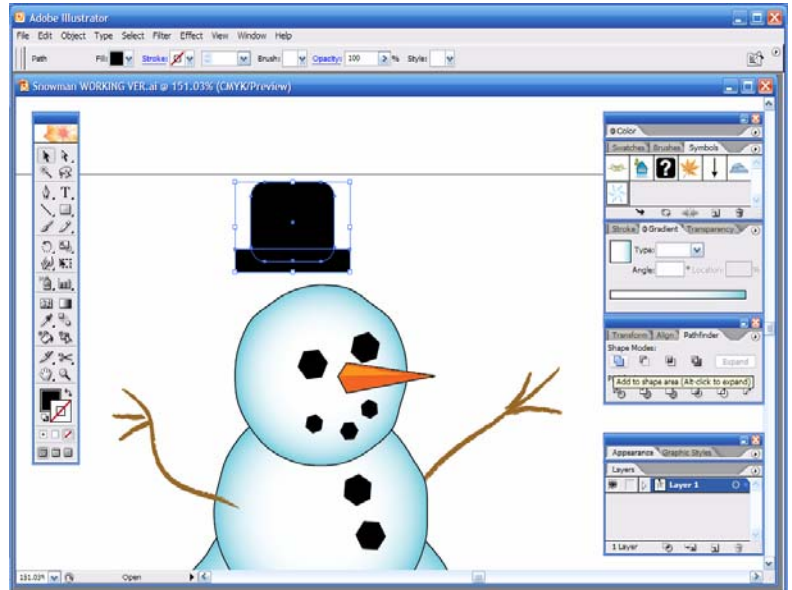 Adobe Illustrator
File Edit Object Type Select Filter Effect View Window Help
Path Fill: Stroke: Brush: Opacity: 100 % Style:
Snowman WORKING VER.ai @ 151.03% (CMYK/Preview)
Color
Swatches Brushes Symbols
Stroke Gradient Transparency
Type:
Angle: ° Location: %
Transform Align Pathfinder
Shape Modes:
Expand
Add to shape area (Alt-click to expand)
Appearance Graphic Styles
Layers
Layer 1
1 Layer
151.03% Open